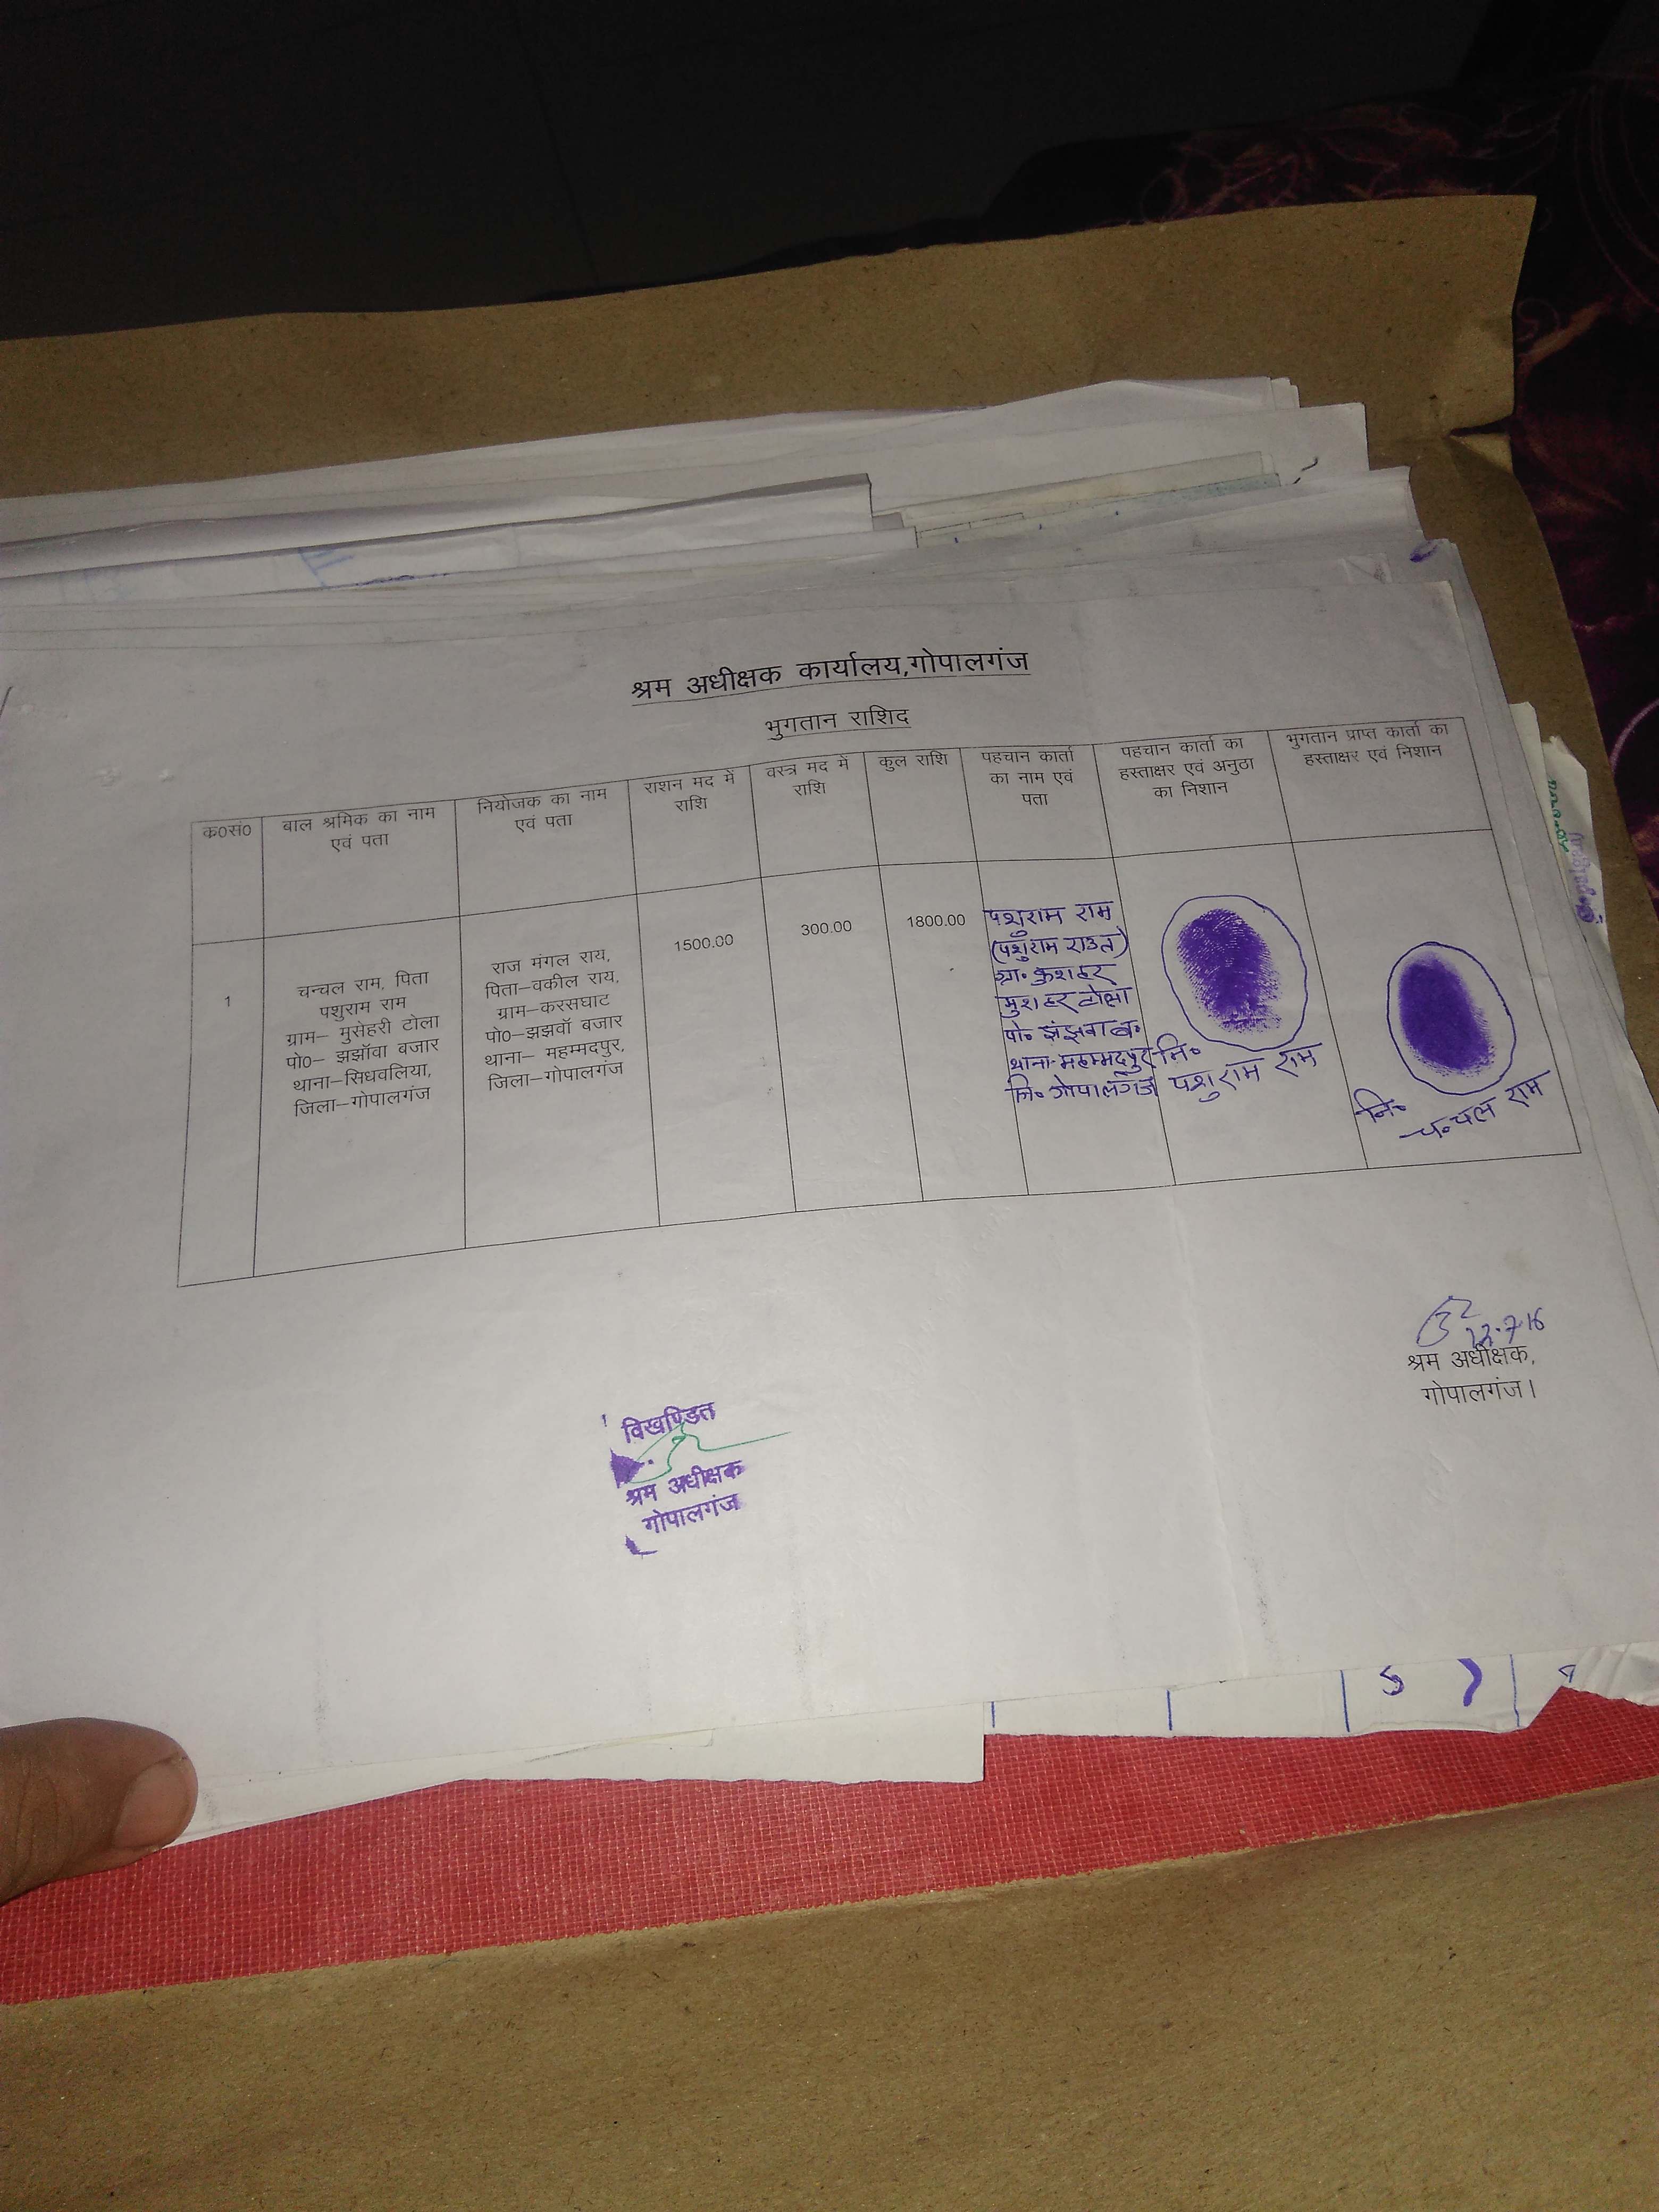 श्रम अधीक्षक कार्यालय,गोपालगंज
भुगतान राशिद
क0सं0
बाल श्रमिक का नाम
एवं पता
नियोजक का नाम
एवं पता
राशन मद में
राशि
वस्त्र मद में
राशि
कुल राशि
पहचान कार्ता
का नाम एवं
पता
पहचान कार्ता का
हस्ताक्षर एवं अनुठा
का निशान
भुगतान प्राप्त कार्ता का
हस्ताक्षर एवं निशान
1
चन्चल राम, पिता
पशुराम राम
ग्राम– मुसेहरी टोला
पो0– झझॉवा बजार
थाना–सिधवलिया,
जिला–गोपालगंज
राज मंगल राय,
पिता–वकील राय,
ग्राम–करसघाट
पो0–झझवॉ बजार
थाना– महम्मदपुर,
जिला–गोपालगंज
1500.00
300.00
1800.00
पशुराम राम
(पर्शुराम राउत)
ग्रा॰ कुशहर
मुशहर टोला
पो॰ झंझवा ब॰
थाना-महम्मदपुर
जि॰ गोपालगंज
नि॰
पशुराम राम
नि॰
चंचल राम
7-16
श्रम अधीक्षक,
गोपालगंज।
विखण्डित
श्रम अधीक्षक
गोपालगंज